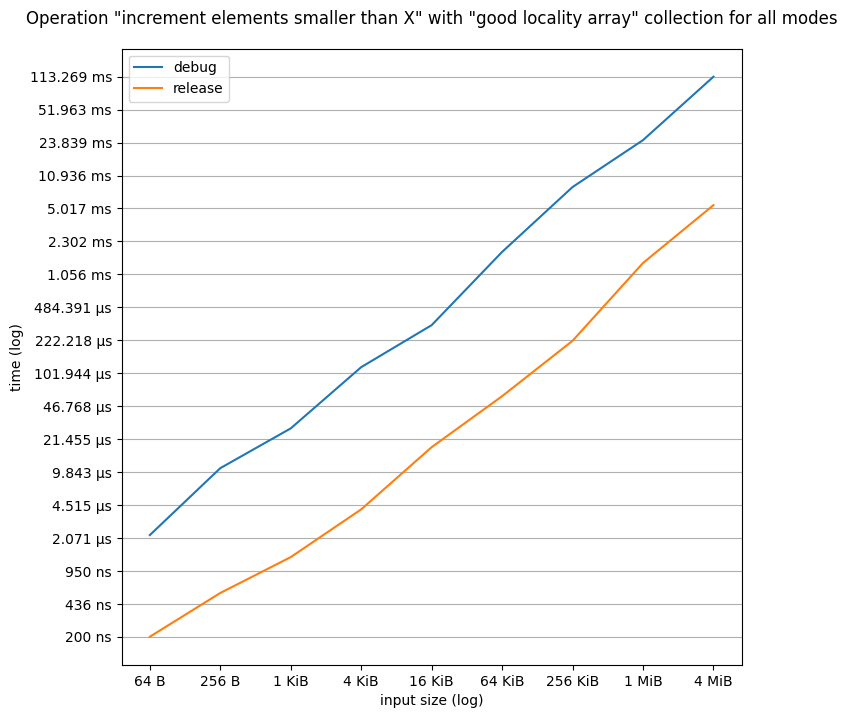 Operation "increment elements smaller than X" with "good locality array" collection for all modes
debug
release
113.269 ms
51.963 ms
23.839 ms
10.936 ms
5.017 ms
2.302 ms
1.056 ms
484.391 µs
222.218 µs
101.944 µs
46.768 µs
21.455 µs
9.843 µs
4.515 µs
2.071 µs
950 ns
436 ns
200 ns
time (log)
64 B 256 B 1 KiB 4 KiB 16 KiB 64 KiB 256 KiB 1 MiB 4 MiB
input size (log)